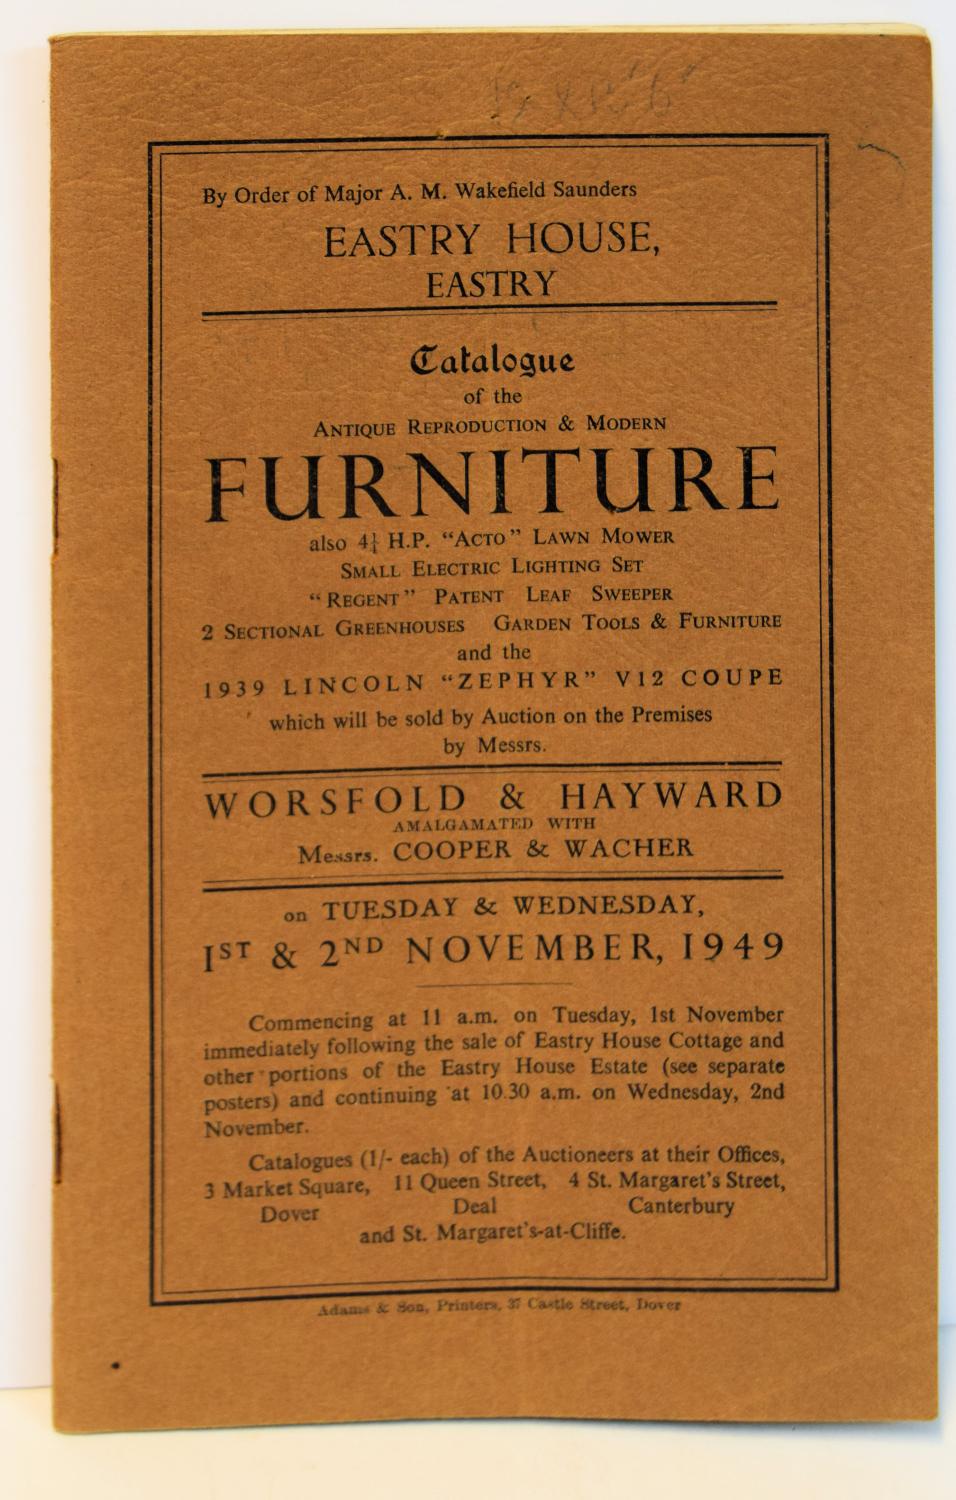 By Order of Major A. M. Wakefield Saunders
EASTRY HOUSE,
EASTRY
Catalogue
of the
ANTIQUE REPRODUCTION & MODERN
FURNITURE
also 4¼ H.P. “ACTO” LAWN MOWER
SMALL ELECTRIC LIGHTING SET
“REGENT” PATENT LEAF SWEEPER
2 SECTIONAL GREENHOUSES GARDEN TOOLS & FURNITURE
and the
1939 LINCOLN “ZEPHYR” V12 COUPE
which will be sold by Auction on the Premises
by Messrs.
WORSFOLD & HAYWARD
AMALGAMATED WITH
Messrs. COOPER & WACHER
on TUESDAY & WEDNESDAY,
1ST & 2ND NOVEMBER, 1949
Commencing at 11 a.m. on Tuesday, 1st November
immediately following the sale of Eastry House Cottage and
other portions of the Eastry House Estate (see separate
posters) and continuing at 10.30 a.m. on Wednesday, 2nd
November.
Catalogues (1/- each) of the Auctioneers at their Offices,
3 Market Square, 11 Queen Street, 4 St. Margaret's Street,
Dover Deal Canterbury
and St. Margaret's-at-Cliffe.
Adams & Son, Printers, 37 Castle Street, Dover